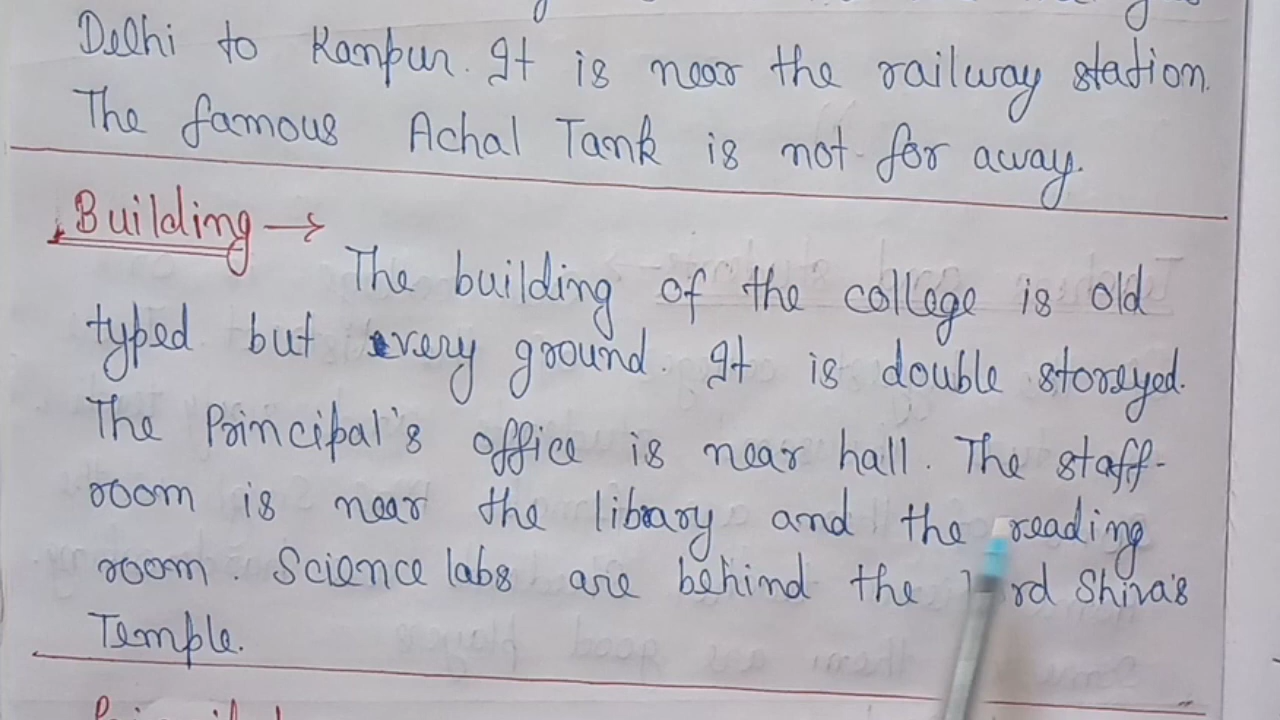 Delhi to Kanpur. It is near the railway station.
The famous Achal Tank is not far away.
Building →
The building of the college is old
typed but very ground. It is double storeyed.
The Principal's office is near hall. The staff-
room is near the library and the reading
room. Science labs are behind the Shiva's
Temple.